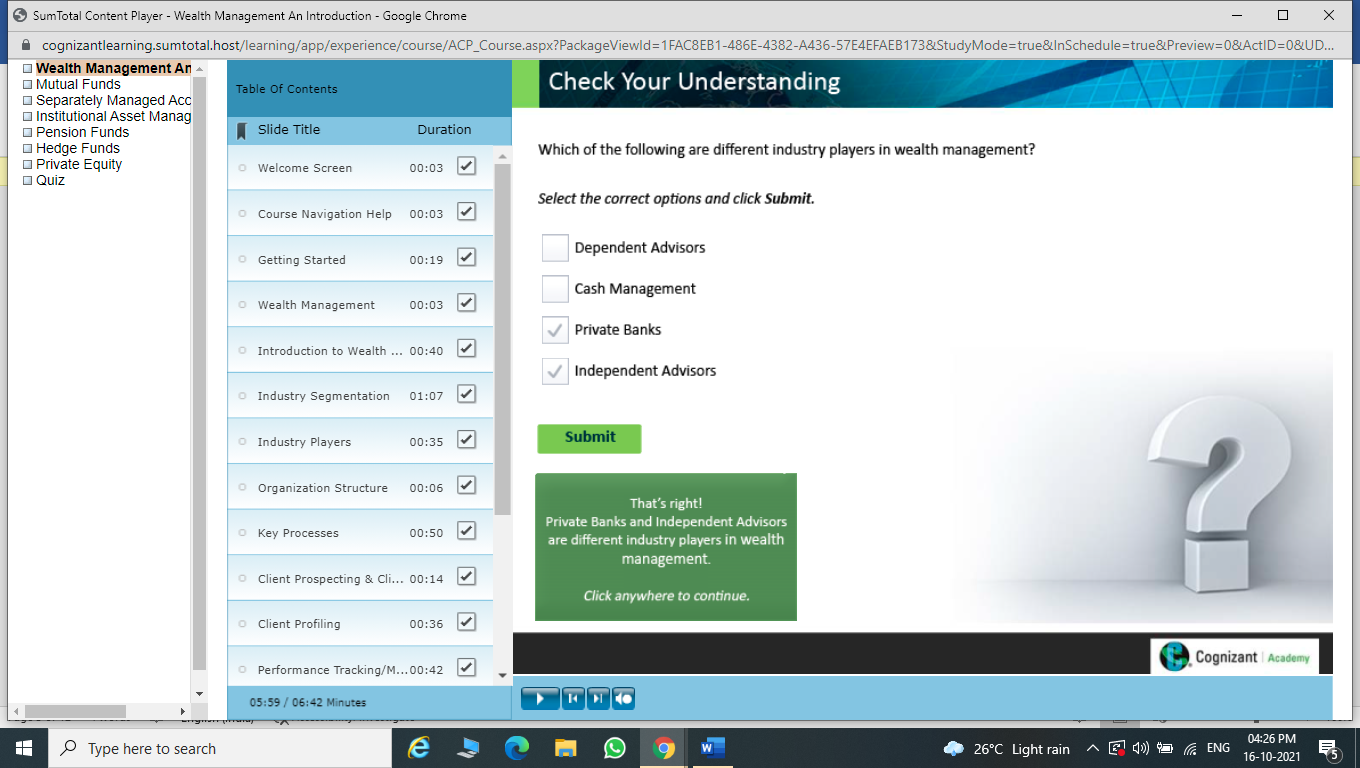 SumTotal Content Player - Wealth Management An Introduction - Google Chrome
cognizantlearning.sumtotal.host/learning/app/experience/course/ACP_Course.aspx?PackageViewId=1FAC8EB1-486E-4382-A436-57E4EFAEB173&StudyMode=true&InSchedule=true&Preview=0&ActID=0&UD...
Wealth Management An
Mutual Funds
Separately Managed Acc
Institutional Asset Manag
Pension Funds
Hedge Funds
Private Equity
Quiz
Table Of Contents
Slide Title Duration
Welcome Screen 00:03
Course Navigation Help 00:03
Getting Started 00:19
Wealth Management 00:03
Introduction to Wealth ... 00:40
Industry Segmentation 01:07
Industry Players 00:35
Organization Structure 00:06
Key Processes 00:50
Client Prospecting & Cli... 00:14
Client Profiling 00:36
Performance Tracking/M... 00:42
05:59 / 06:42 Minutes
Check Your Understanding
Which of the following are different industry players in wealth management?
Select the correct options and click Submit.
Dependent Advisors
Cash Management
Private Banks
Independent Advisors
Submit
That's right!
Private Banks and Independent Advisors
are different industry players in wealth
management.
Click anywhere to continue.
Cognizant | Academy
Type here to search
26°C Light rain
ENG
04:26 PM
16-10-2021
5